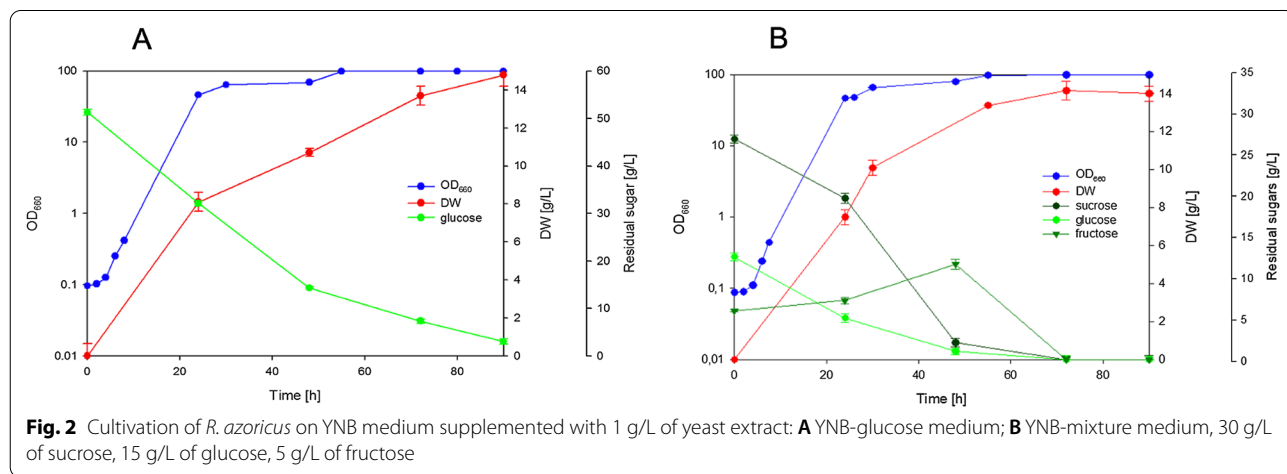 A
100
10
1
0.1
0.01
OD660
0
20
40
60
80
Time [h]
14
12
10
8
6
4
2
0
DW [g/L]
60
50
40
30
20
10
0
Residual sugar [g/L]
OD660
DW
glucose
B
100
10
1
0,1
0,01
OD660
0
20
40
60
80
Time [h]
14
12
10
8
6
4
2
0
DW [g/L]
35
30
25
20
15
10
5
0
Residual sugars [g/L]
OD660
DW
sucrose
glucose
fructose
Fig. 2 Cultivation of R. azoricus on YNB medium supplemented with 1 g/L of yeast extract: A YNB-glucose medium; B YNB-mixture medium, 30 g/L
of sucrose, 15 g/L of glucose, 5 g/L of fructose